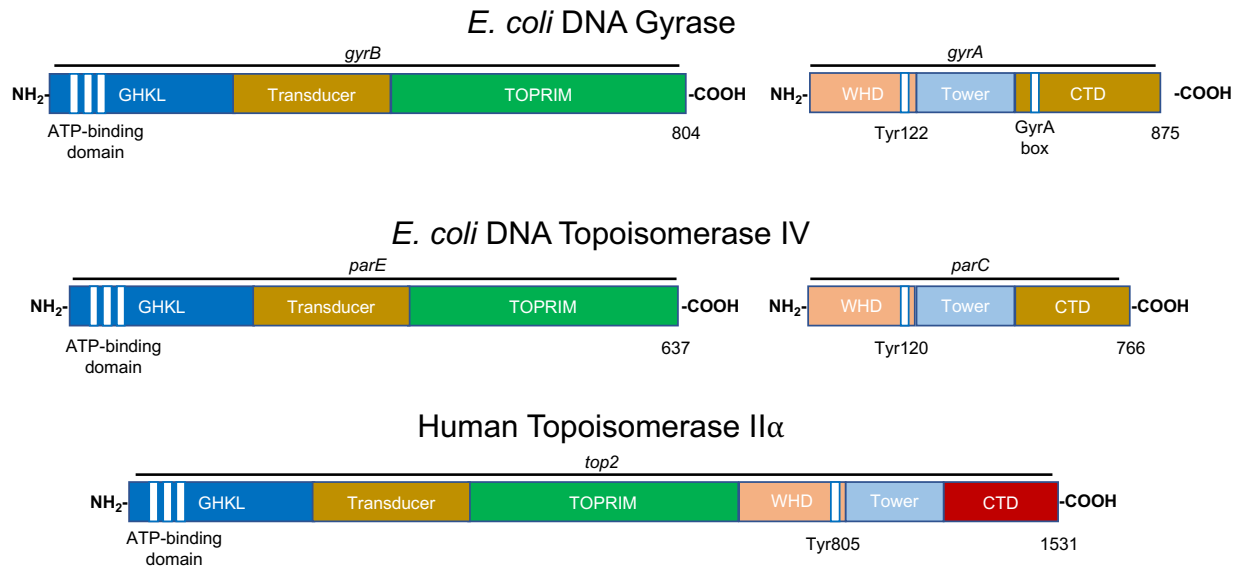 E. coli DNA Gyrase
gyrB
gyrA
NH2- GHKL Transducer TOPRIM -COOH
NH2- WHD Tower CTD -COOH
ATP-binding
domain
804
Tyr122
GyrA
box
875
E. coli DNA Topoisomerase IV
parE
parC
NH2- GHKL Transducer TOPRIM -COOH
NH2- WHD Tower CTD -COOH
ATP-binding
domain
637
Tyr120
766
Human Topoisomerase IIα
top2
NH2- GHKL Transducer TOPRIM WHD Tower CTD -COOH
ATP-binding
domain
Tyr805
1531